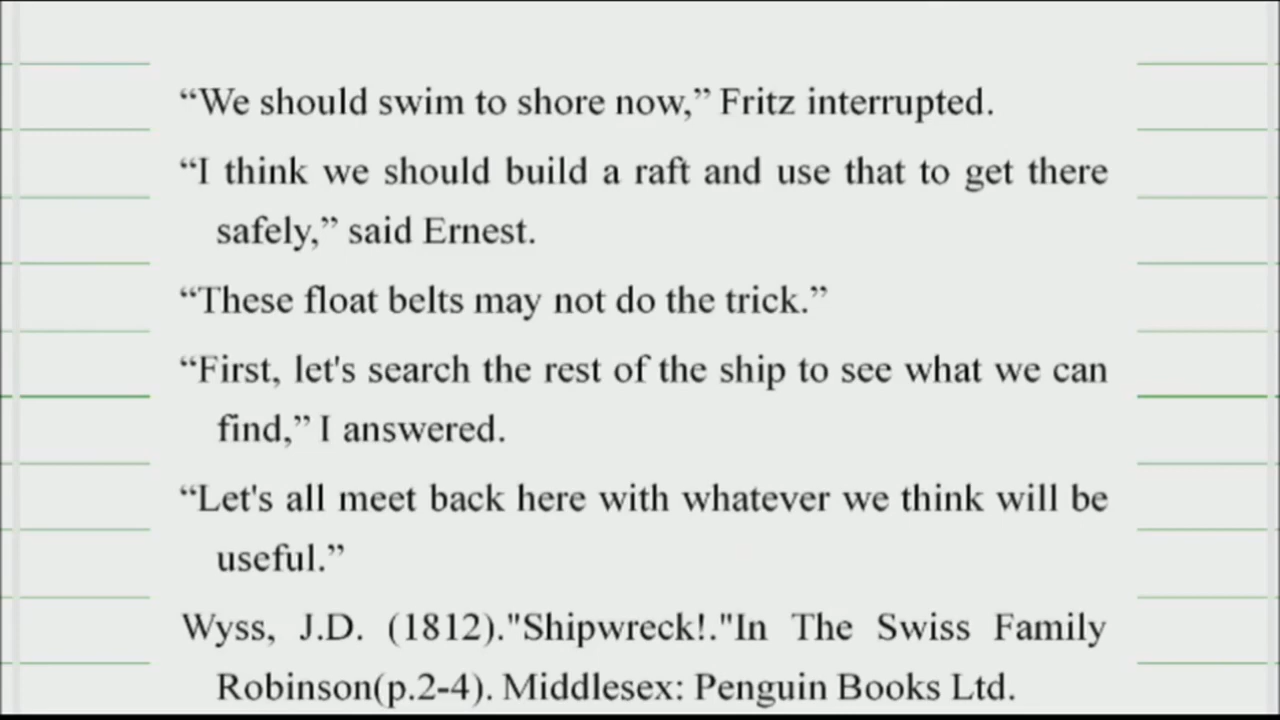 “We should swim to shore now,” Fritz interrupted.
“I think we should build a raft and use that to get there
safely,” said Ernest.
“These float belts may not do the trick.”
“First, let's search the rest of the ship to see what we can
find,” I answered.
“Let's all meet back here with whatever we think will be
useful.”
Wyss, J.D. (1812)."Shipwreck!."In The Swiss Family
Robinson(p.2-4). Middlesex: Penguin Books Ltd.